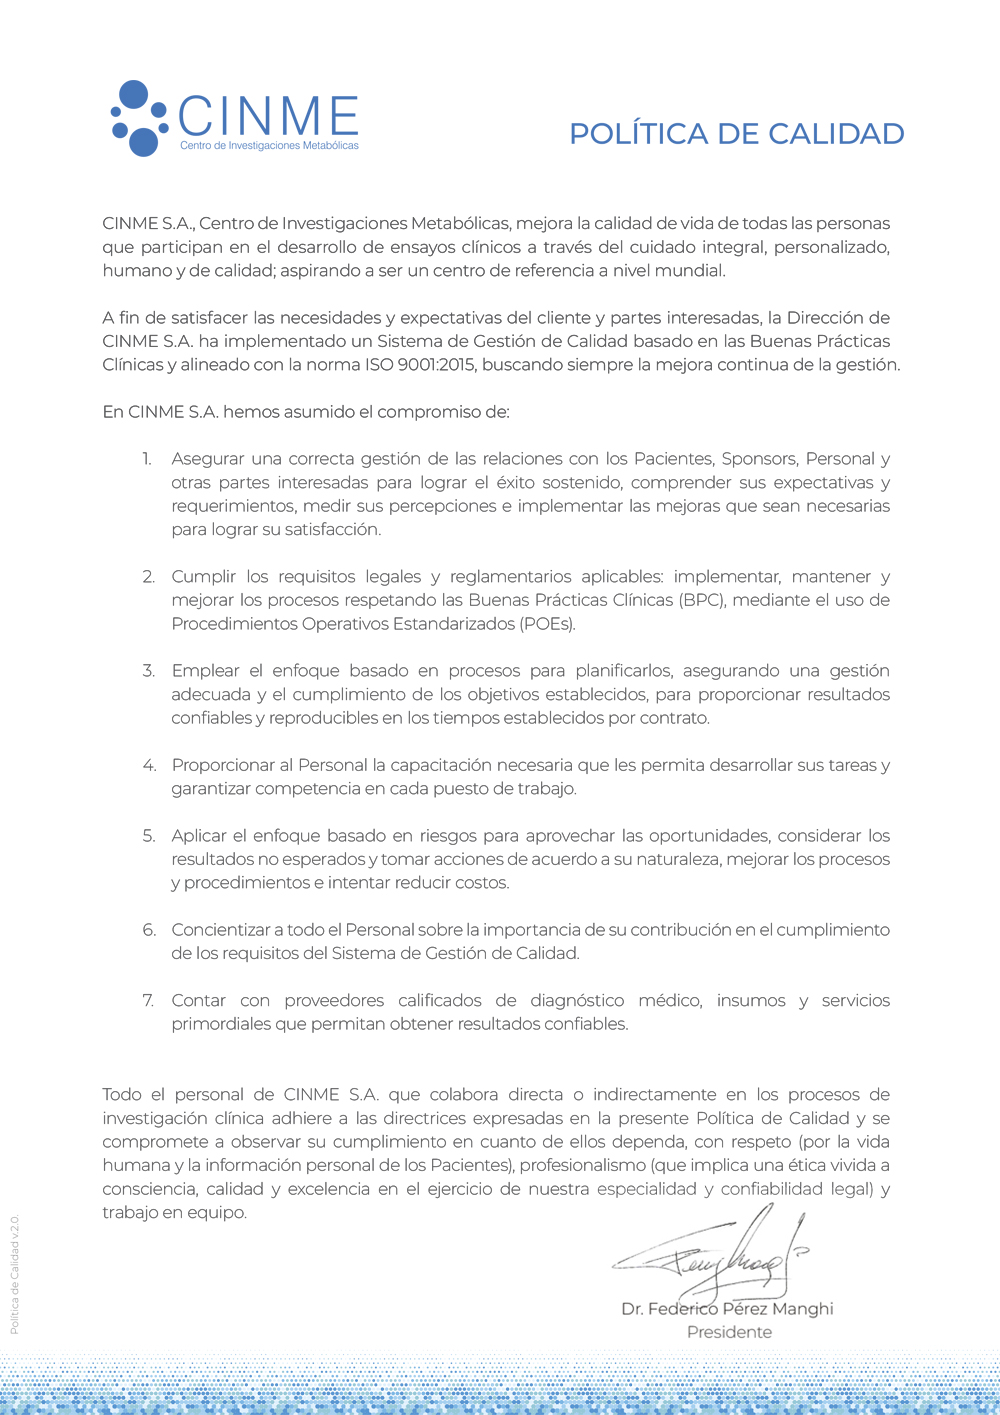 CINME
Centro de Investigaciones Metabólicas
POLÍTICA DE CALIDAD
CINME S.A., Centro de Investigaciones Metabólicas, mejora la calidad de vida de todas las personas
que participan en el desarrollo de ensayos clínicos a través del cuidado integral, personalizado,
humano y de calidad; aspirando a ser un centro de referencia a nivel mundial.
A fin de satisfacer las necesidades y expectativas del cliente y partes interesadas, la Dirección de
CINME S.A. ha implementado un Sistema de Gestión de Calidad basado en las Buenas Prácticas
Clínicas y alineado con la norma ISO 9001:2015, buscando siempre la mejora continua de la gestión.
En CINME S.A. hemos asumido el compromiso de:
1. Asegurar una correcta gestión de las relaciones con los Pacientes, Sponsors, Personal y
otras partes interesadas para lograr el éxito sostenido, comprender sus expectativas y
requerimientos, medir sus percepciones e implementar las mejoras que sean necesarias
para lograr su satisfacción.
2. Cumplir los requisitos legales y reglamentarios aplicables: implementar, mantener y
mejorar los procesos respetando las Buenas Prácticas Clínicas (BPC), mediante el uso de
Procedimientos Operativos Estandarizados (POEs).
3. Emplear el enfoque basado en procesos para planificarlos, asegurando una gestión
adecuada y el cumplimiento de los objetivos establecidos, para proporcionar resultados
confiables y reproducibles en los tiempos establecidos por contrato.
4. Proporcionar al Personal la capacitación necesaria que les permita desarrollar sus tareas y
garantizar competencia en cada puesto de trabajo.
5. Aplicar el enfoque basado en riesgos para aprovechar las oportunidades, considerar los
resultados no esperados y tomar acciones de acuerdo a su naturaleza, mejorar los procesos
y procedimientos e intentar reducir costos.
6. Concientizar a todo el Personal sobre la importancia de su contribución en el cumplimiento
de los requisitos del Sistema de Gestión de Calidad.
7. Contar con proveedores calificados de diagnóstico médico, insumos y servicios
primordiales que permitan obtener resultados confiables.
Todo el personal de CINME S.A. que colabora directa o indirectamente en los procesos de
investigación clínica adhiere a las directrices expresadas en la presente Política de Calidad y se
compromete a observar su cumplimiento en cuanto de ellos dependa, con respeto (por la vida
humana y la información personal de los Pacientes), profesionalismo (que implica una ética vivida a
consciencia, calidad y excelencia en el ejercicio de nuestra especialidad y confiabilidad legal) y
trabajo en equipo.
Dr. Federico Pérez Manghi
Presidente
Política de Calidad v.2.0.